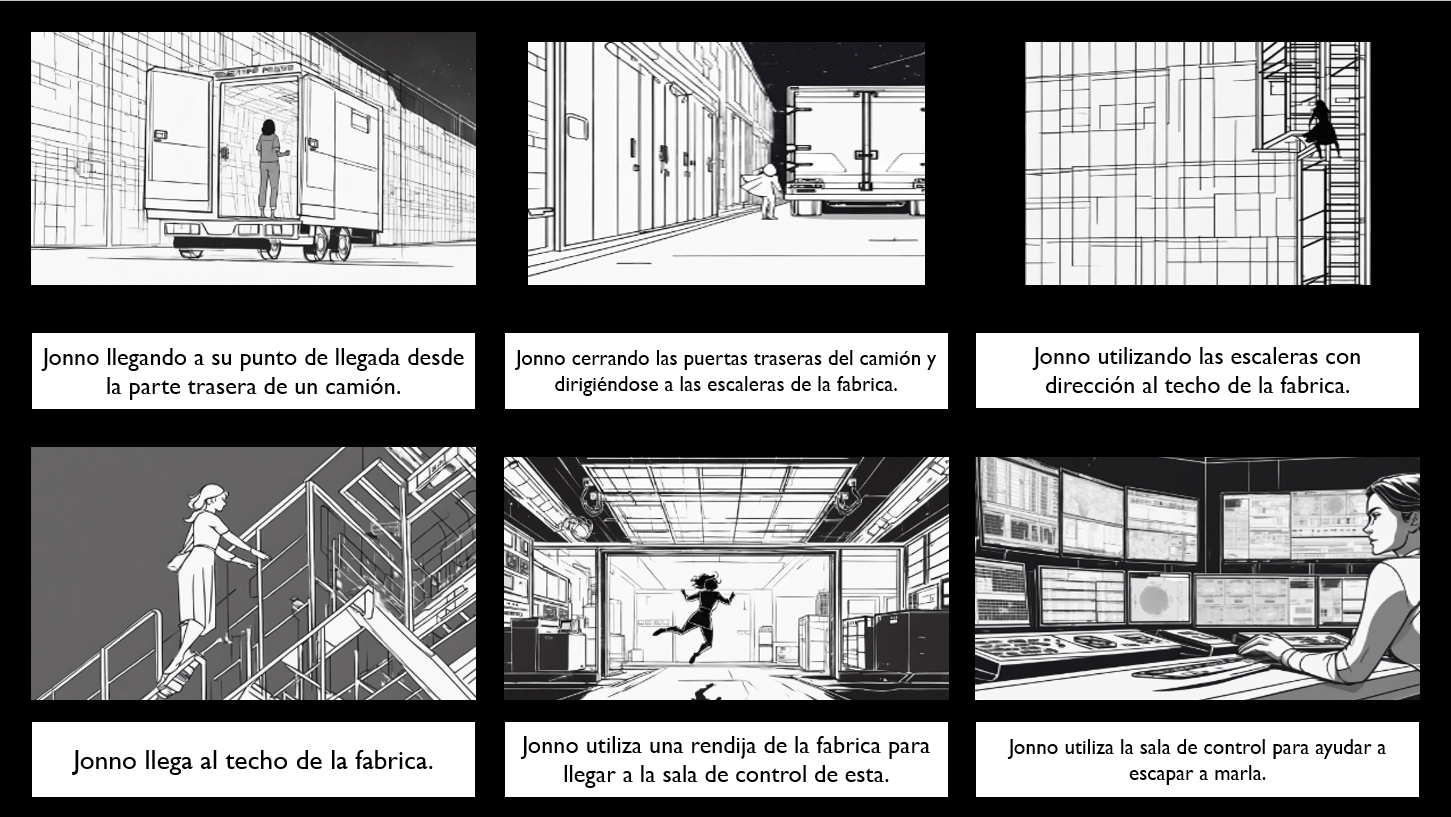 Jonno llegando a su punto de llegada desde
la parte trasera de un camión.
Jonno cerrando las puertas traseras del camión y
dirigiéndose a las escaleras de la fabrica.
Jonno utilizando las escaleras con
dirección al techo de la fabrica.
Jonno llega al techo de la fabrica.
Jonno utiliza una rendija de la fabrica para
llegar a la sala de control de esta.
Jonno utiliza la sala de control para ayudar a
escapar a marla.